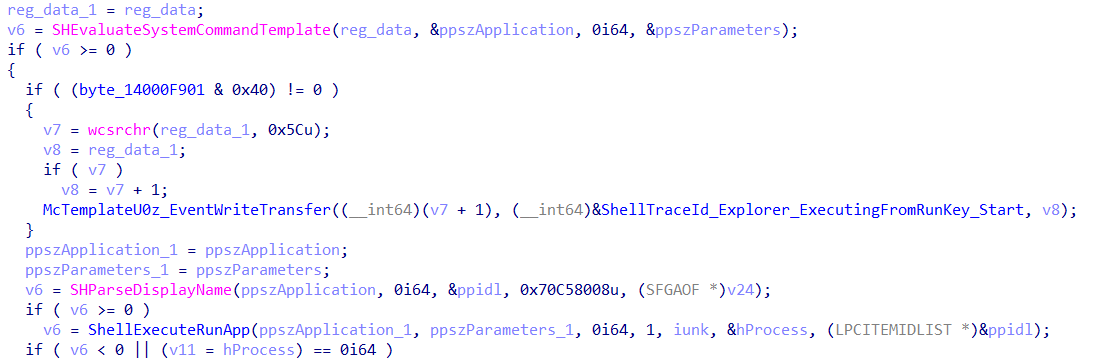 reg_data_1 = reg_data;
v6 = SHEvaluateSystemCommandTemplate(reg_data, &ppszApplication, 0i64, &ppszParameters);
if ( v6 >= 0 )
{
if ( (byte_14000F901 & 0x40) != 0 )
{
v7 = wcsrchr(reg_data_1, 0x5Cu);
v8 = reg_data_1;
if ( v7 )
v8 = v7 + 1;
McTemplateU0z_EventWriteTransfer((__int64)(v7 + 1), (__int64)&ShellTraceId_Explorer_ExecutingFromRunKey_Start, v8);
}
ppszApplication_1 = ppszApplication;
ppszParameters_1 = ppszParameters;
v6 = SHParseDisplayName(ppszApplication, 0i64, &ppidl, 0x70C58008u, (SFGAOF *)v24);
if ( v6 >= 0 )
v6 = ShellExecuteRunApp(ppszApplication_1, ppszParameters_1, 0i64, 1, iunk, &hProcess, (LPCITEMIDLIST *)&ppidl);
if ( v6 < 0 || (v11 = hProcess) == 0i64 )